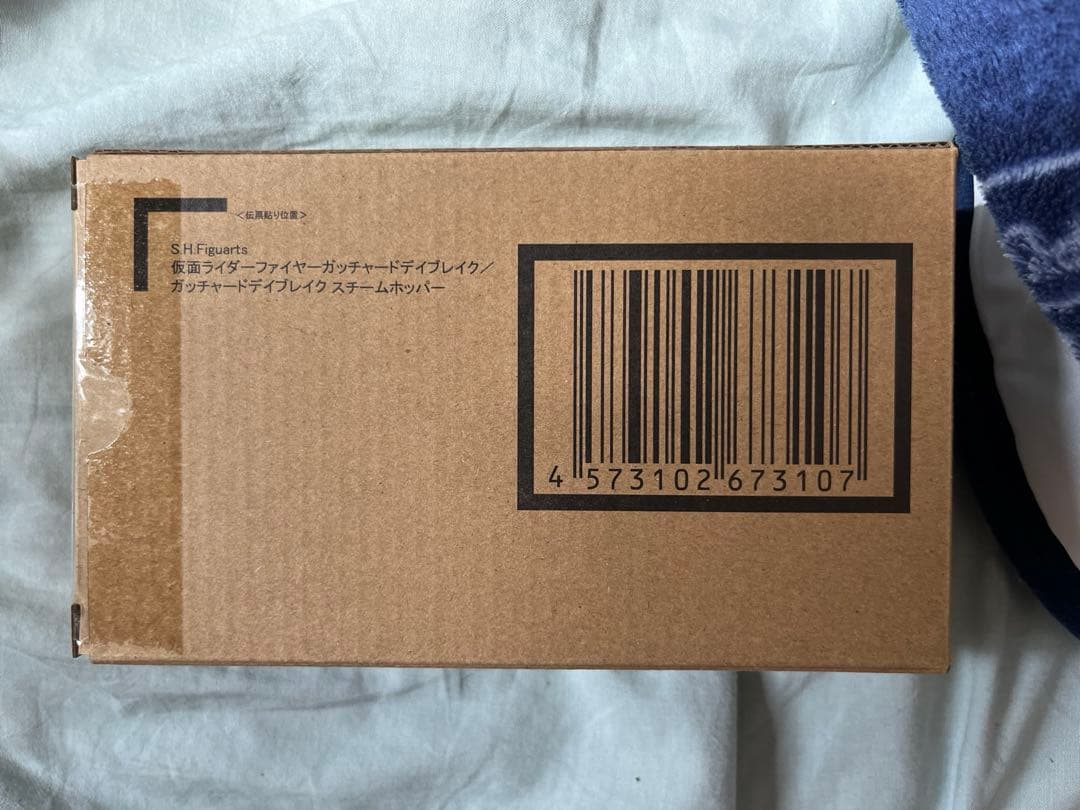 ＜伝票貼り位置＞
S.H.Figuarts
仮面ライダーファイヤーガッチャードデイブレイク／
ガッチャードデイブレイク スチームホッパー
4 573102 673107